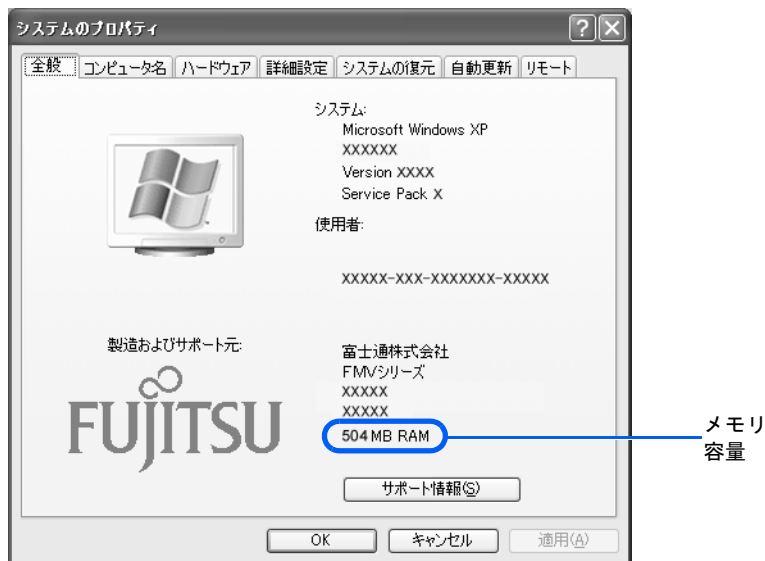 システムのプロパティ
全般 コンピュータ名 ハードウェア 詳細設定 システムの復元 自動更新 リモート
システム:
Microsoft Windows XP
XXXXXX
Version XXXX
Service Pack X
使用者:
XXXXX-XXX-XXXXXXX-XXXXX
製造およびサポート元:
FUJITSU
富士通株式会社
FMVシリーズ
XXXXX
XXXXX
504 MB RAM
メモリ
容量
サポート情報(S)
OK キャンセル 適用(A)